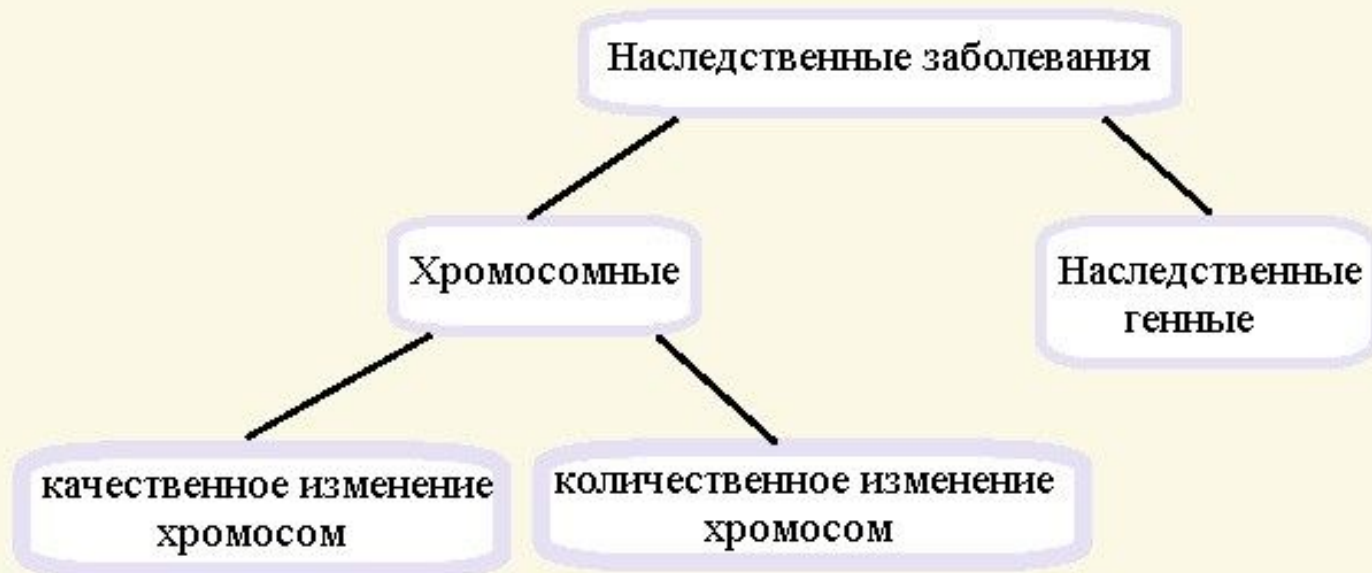 Наследственные заболевания
Хромосомные
Наследственные
генные
качественное изменение
хромосом
количественное изменение
хромосом